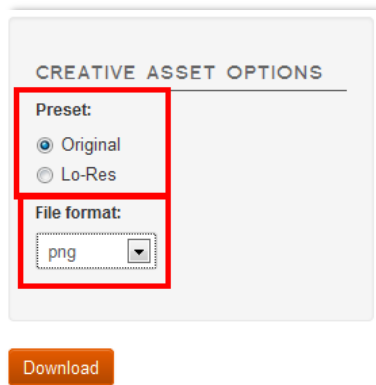 CREATIVE ASSET OPTIONS
Preset:
Original
Lo-Res
File format:
png
Download